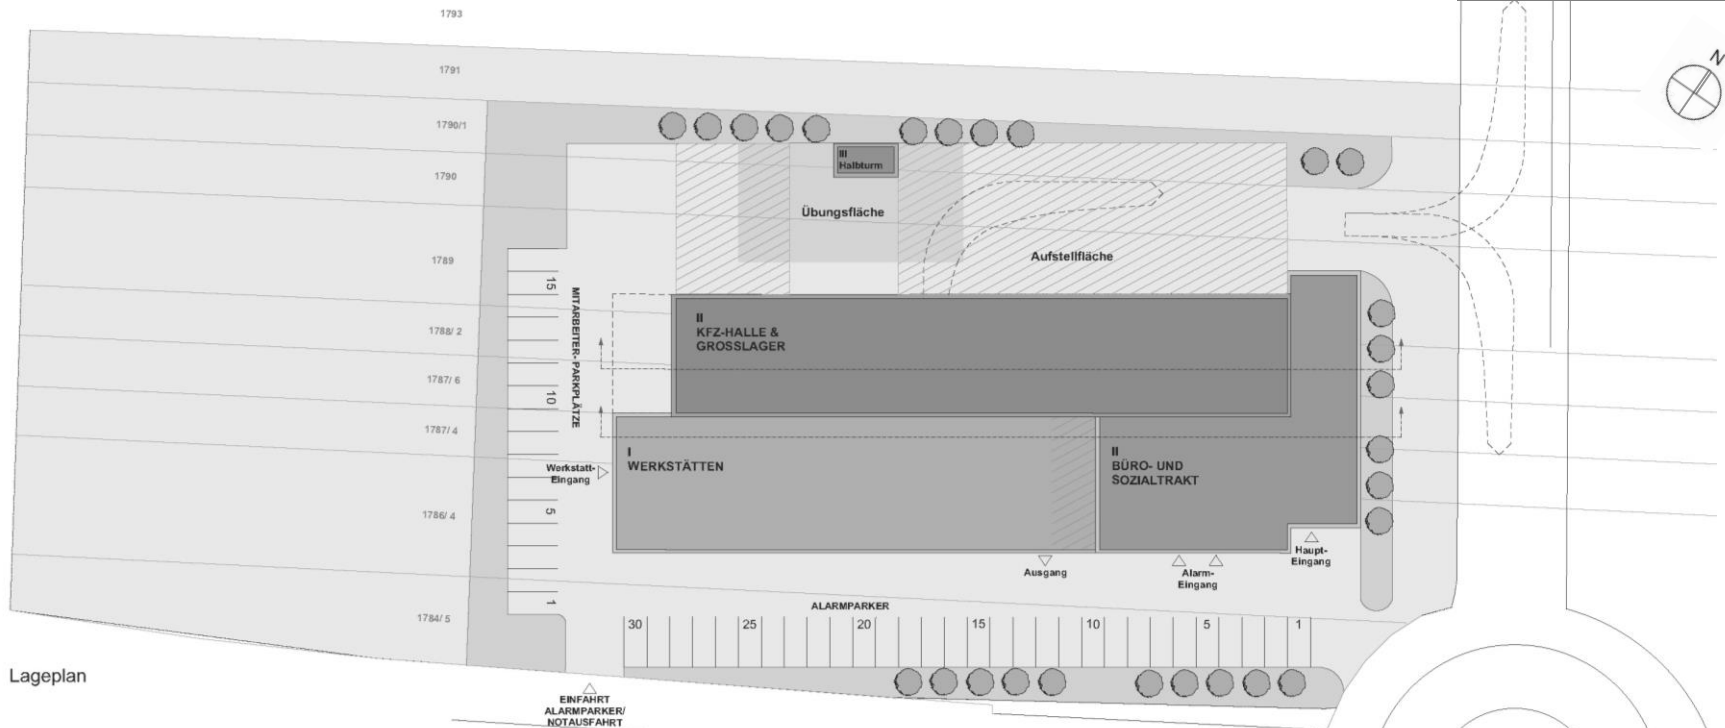 1793
N
1791
1790/1
III
Halbturm
1790
Übungsfläche
Aufstellfläche
1789
15
MITARBEITER-PARKPLÄTZE
II
KFZ-HALLE &
GROSSLAGER
1788/ 2
1787/ 6
10
1787/ 4
I
WERKSTÄTTEN
II
BÜRO- UND
SOZIALTRAKT
Werkstatt-
Eingang
5
1786/ 4
Haupt-
Eingang
Ausgang
Alarm-
Eingang
1
ALARMPARKER
1784/ 5
30
25
20
15
10
5
1
Lageplan
EINFAHRT
ALARMPARKER/
NOTAUSFAHRT